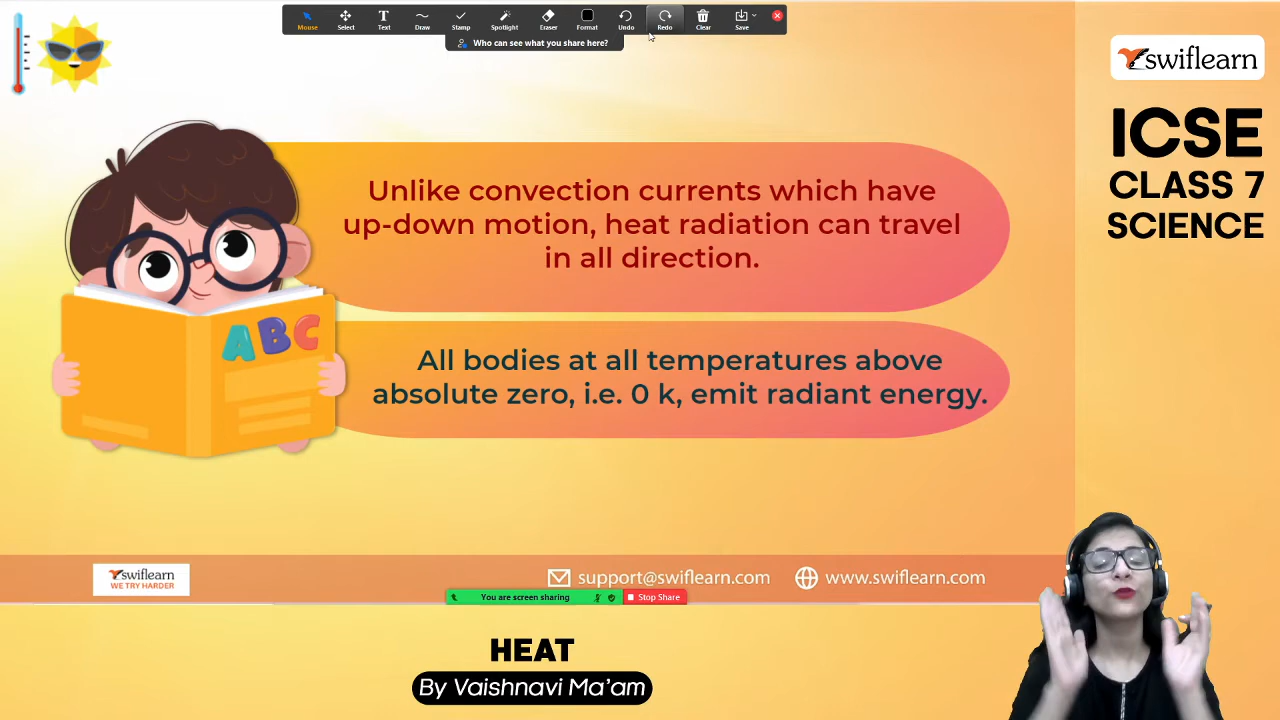 Mouse Select Text Draw Stamp Spotlight Eraser Format Undo Redo Clear Save
Who can see what you share here?
swiflearn
ICSE
CLASS 7
SCIENCE
Unlike convection currents which have
up-down motion, heat radiation can travel
in all direction.
ABC
All bodies at all temperatures above
absolute zero, i.e. 0 k, emit radiant energy.
swiflearn
WE TRY HARDER
support@swiflearn.com
www.swiflearn.com
You are screen sharing
Stop Share
HEAT
By Vaishnavi Ma'am